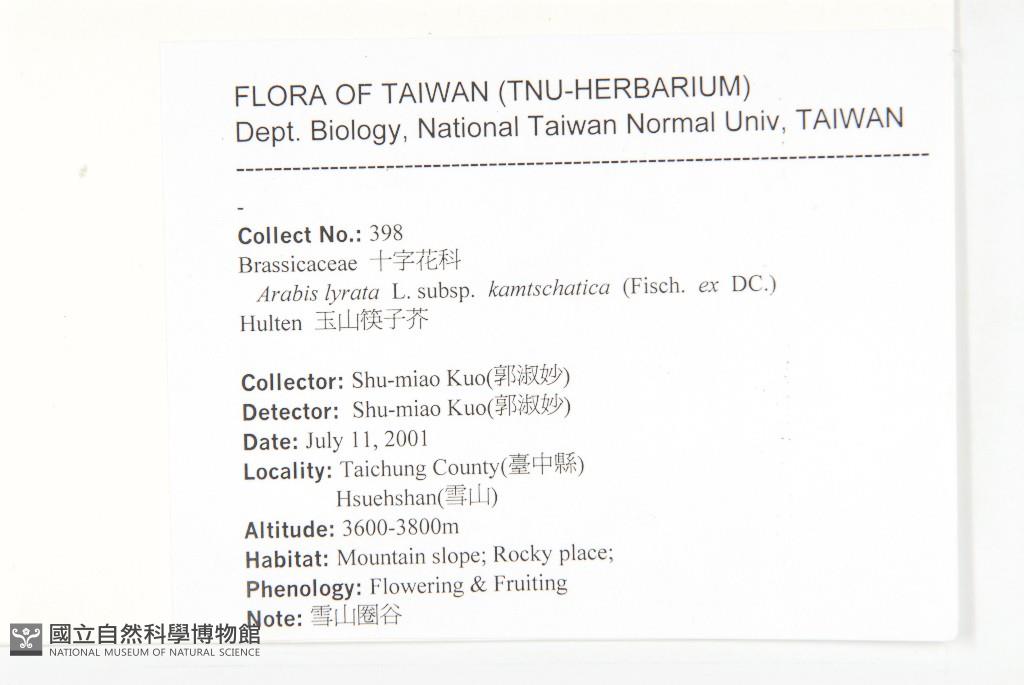 FLORA OF TAIWAN (TNU-HERBARIUM)
Dept. Biology, National Taiwan Normal Univ, TAIWAN
-
Collect No.: 398
Brassicaceae 十字花科
Arabis lyrata L. subsp. kamtschatica (Fisch. ex DC.)
Hulten 玉山筷子芥
Collector: Shu-miao Kuo(郭淑妙)
Detector: Shu-miao Kuo(郭淑妙)
Date: July 11, 2001
Locality: Taichung County(臺中縣)
Hsuehshan(雪山)
Altitude: 3600-3800m
Habitat: Mountain slope; Rocky place;
Phenology: Flowering & Fruiting
Note: 雪山圈谷
國立自然科學博物館
NATIONAL MUSEUM OF NATURAL SCIENCE